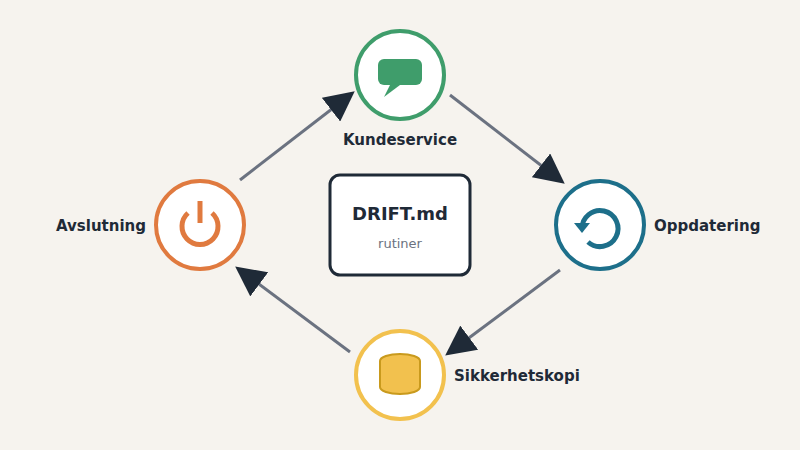 Kundeservice
DRIFT.md
rutiner
Avslutning
Oppdatering
Sikkerhetskopi